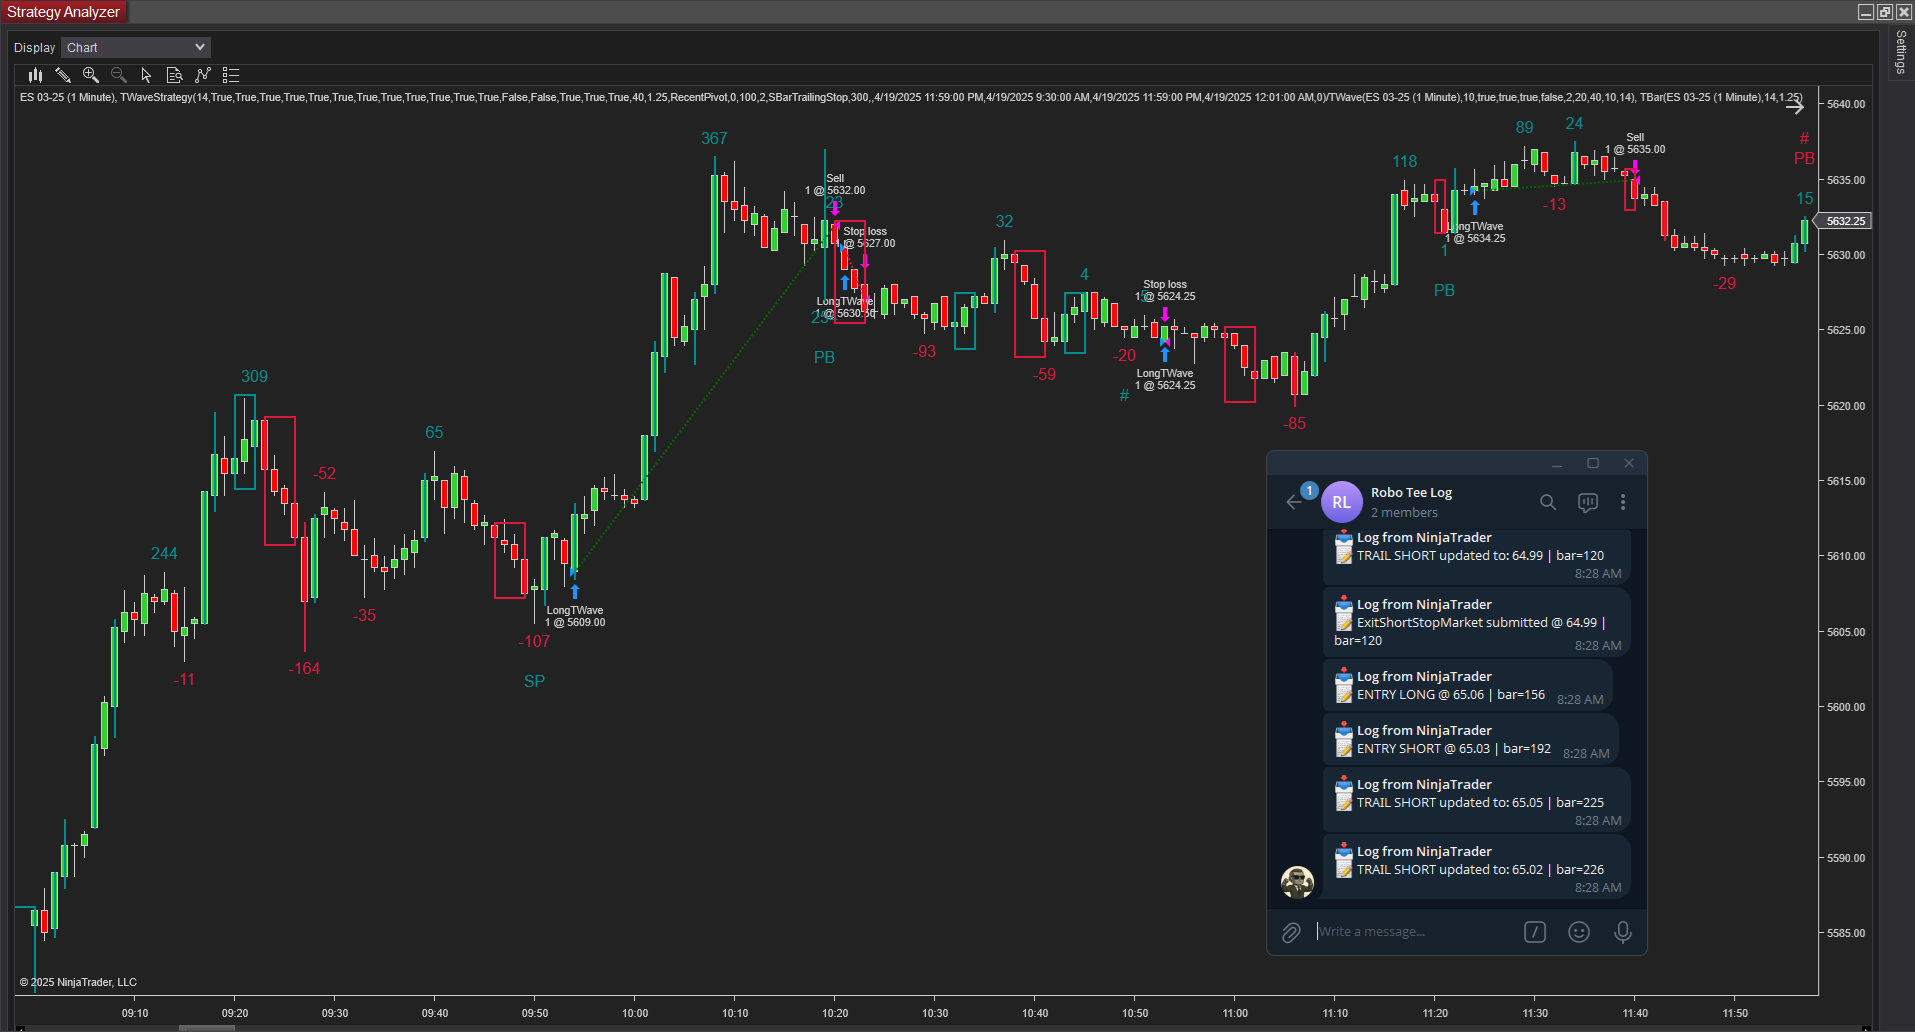 Strategy Analyzer
Settings
Display
Chart
ES 03-25 (1 Minute), TWaveStrategy(14,True,True,True,True,True,True,True,True,True,True,True,False,False,True,True,True,40,1.25,RecentPivot,0,100,2,SBarTrailingStop,300,,4/19/2025 11:59:00 PM,4/19/2025 9:30:00 AM,4/19/2025 11:59:00 PM,4/19/2025 12:01:00 AM,0)/TWave(ES 03-25 (1 Minute),10,true,true,true,false,2,20,40,10,14), TBar(ES 03-25 (1 Minute),14,1.25)
5640.00
5635.00
5632.25
5630.00
5625.00
5620.00
5615.00
5610.00
5605.00
5600.00
5595.00
5590.00
5585.00
244
-11
309
-164
-52
-35
65
-107
SP
LongTWave
1 @ 5609.00
367
Sell
1 @ 5632.00
23
Stop loss
1 @ 5627.00
LongTWave
1 @ 5630.50
PB
-93
32
-59
4
-20
#
Stop loss
1 @ 5624.25
LongTWave
1 @ 5624.25
-85
118
1
PB
LongTWave
1 @ 5634.25
89
24
-13
Sell
1 @ 5635.00
-29
#
PB
15
1
RL
Robo Tee Log
2 members
Log from NinjaTrader
TRAIL SHORT updated to: 64.99 | bar=120
8:28 AM
Log from NinjaTrader
ExitShortStopMarket submitted @ 64.99 |
bar=120
8:28 AM
Log from NinjaTrader
ENTRY LONG @ 65.06 | bar=156
8:28 AM
Log from NinjaTrader
ENTRY SHORT @ 65.03 | bar=192
8:28 AM
Log from NinjaTrader
TRAIL SHORT updated to: 65.05 | bar=225
8:28 AM
Log from NinjaTrader
TRAIL SHORT updated to: 65.02 | bar=226
8:28 AM
Write a message...
© 2025 NinjaTrader, LLC
09:10
09:20
09:30
09:40
09:50
10:00
10:10
10:20
10:30
10:40
10:50
11:00
11:10
11:20
11:30
11:40
11:50